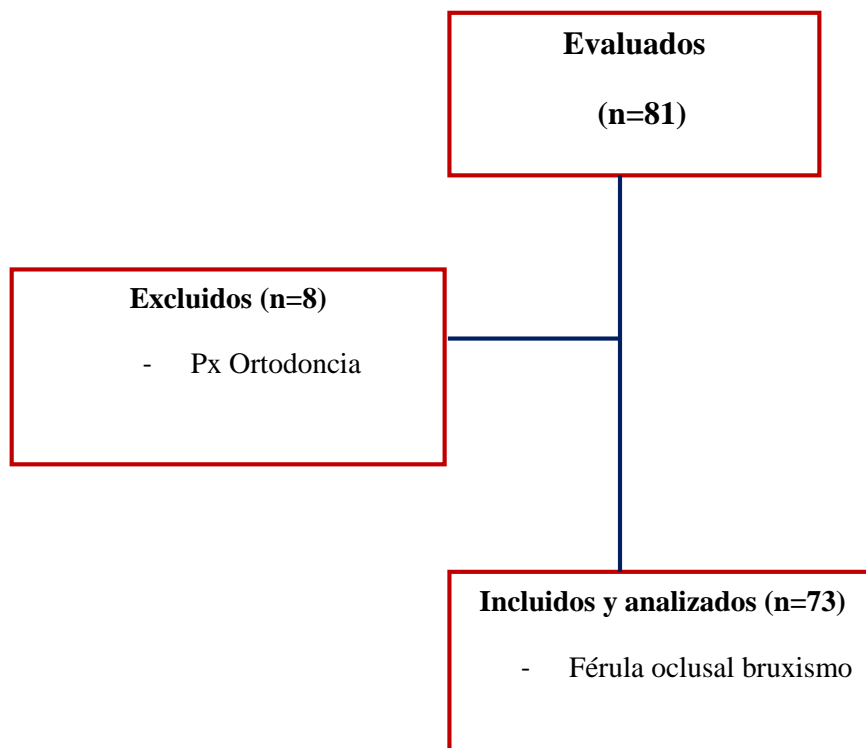 Evaluados
(n=81)
Excluidos (n=8)
- Px Ortodoncia
Incluidos y analizados (n=73)
- Férula oclusal bruxismo